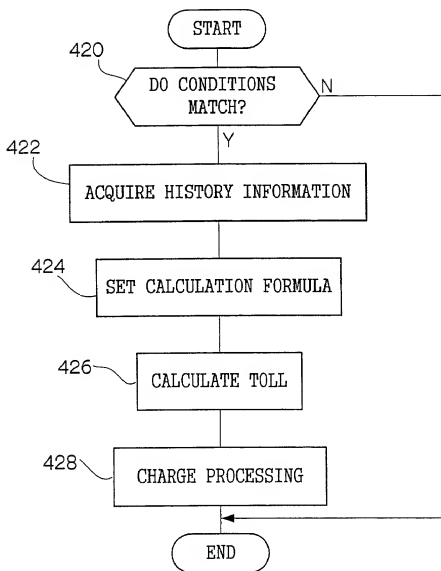 START
420
DO CONDITIONS
MATCH?
N
Y
422
ACQUIRE HISTORY INFORMATION
424
SET CALCULATION FORMULA
426
CALCULATE TOLL
428
CHARGE PROCESSING
END